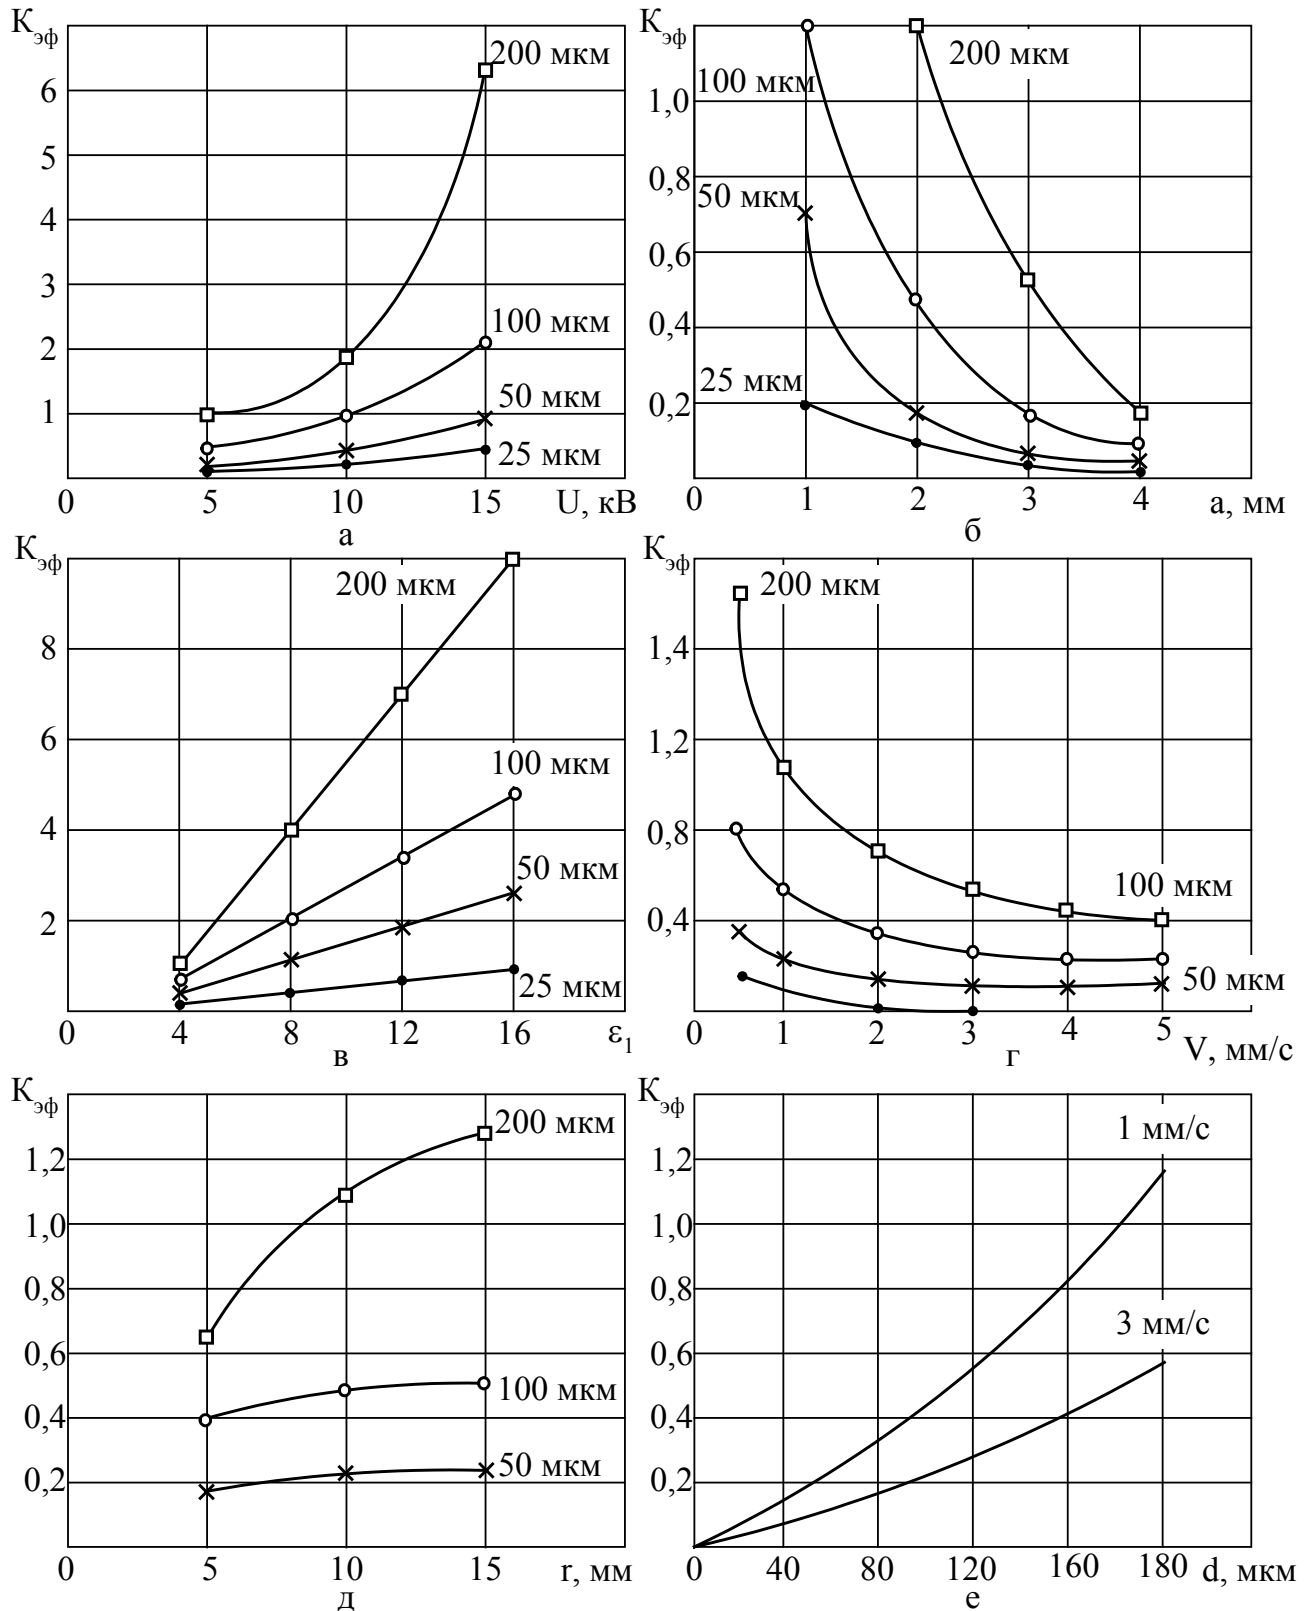 Kэф
200 мкм
6
5
4
3
2
1
100 мкм
50 мкм
25 мкм
0 5 10 15 U, кВ
а
Kэф
200 мкм
100 мкм
1,0
0,8
50 мкм
0,6
0,4
25 мкм
0,2
0 1 2 3 4 а, мм
б
Kэф
200 мкм
8
6
100 мкм
4
50 мкм
2
25 мкм
0 4 8 12 16 ε1
в
Kэф
200 мкм
1,4
1,2
0,8
100 мкм
0,4
50 мкм
0 1 2 3 4 5 V, мм/с
г
Kэф
200 мкм
1,2
1,0
0,8
0,6
0,4
100 мкм
50 мкм
0,2
0 5 10 15 r, мм
д
Kэф
1 мм/с
1,2
1,0
0,8
3 мм/с
0,6
0,4
0,2
0 40 80 120 160 180 d, мкм
е